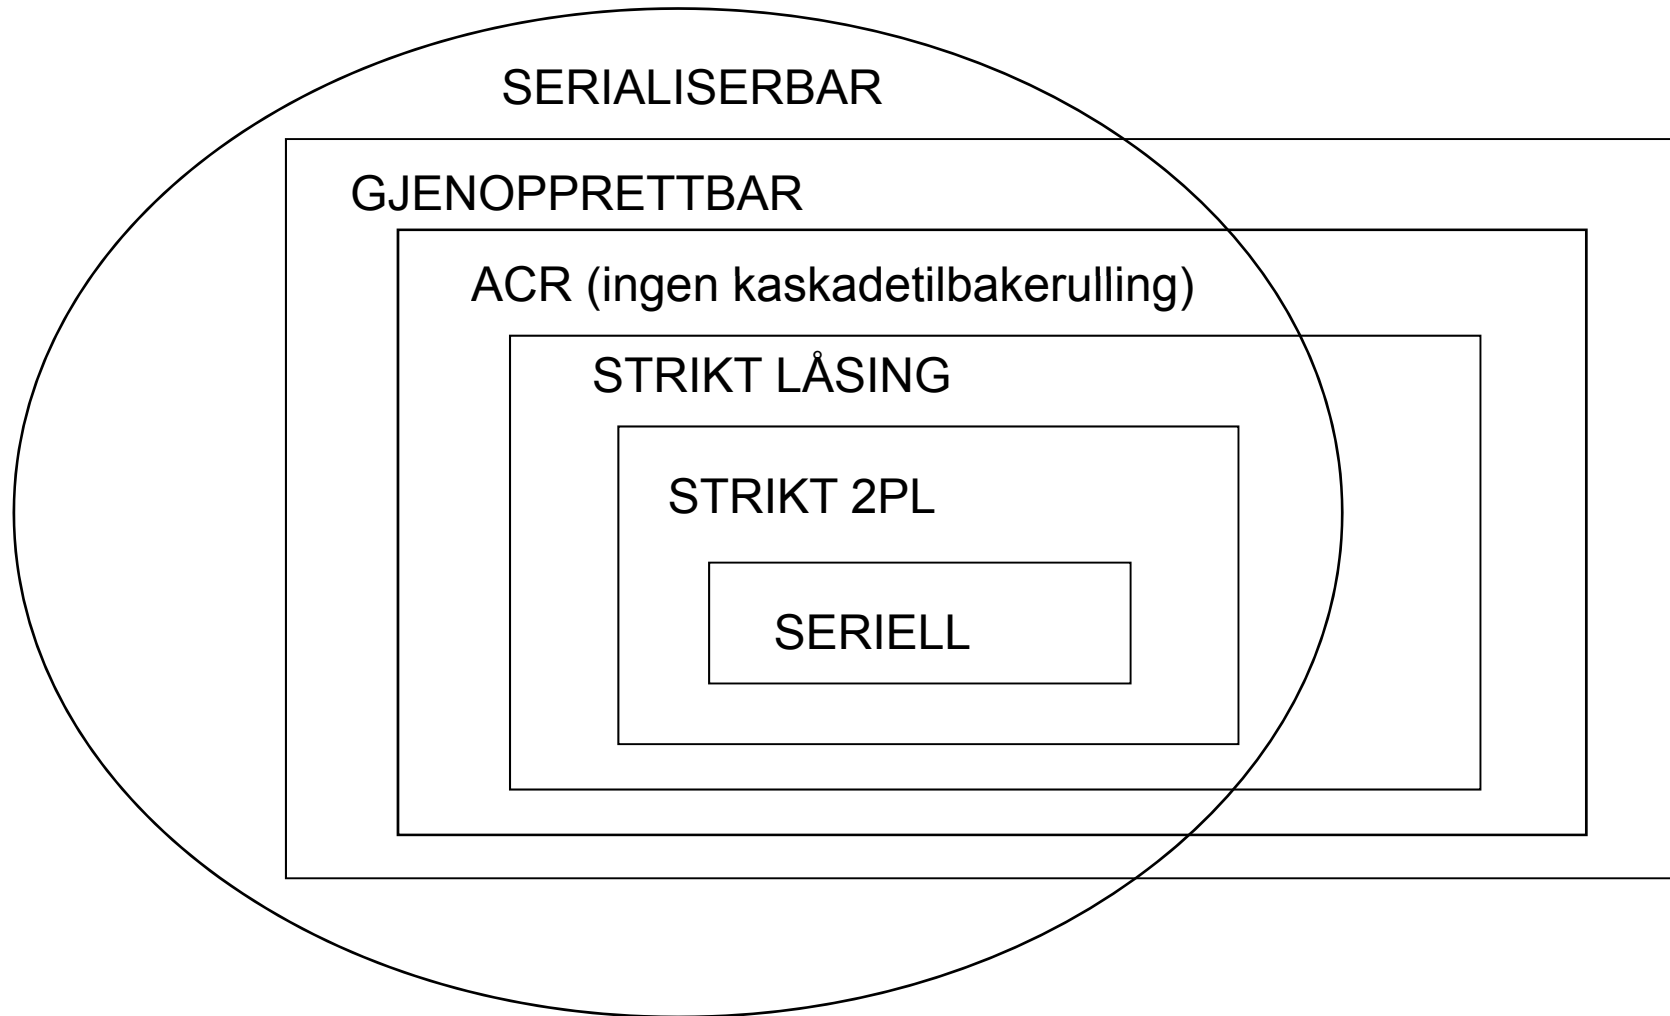 SERIALISERBAR
GJENOPPRETTBAR
ACR (ingen kaskadetilbakerulling)
STRIKT LÅSING
STRIKT 2PL
SERIELL